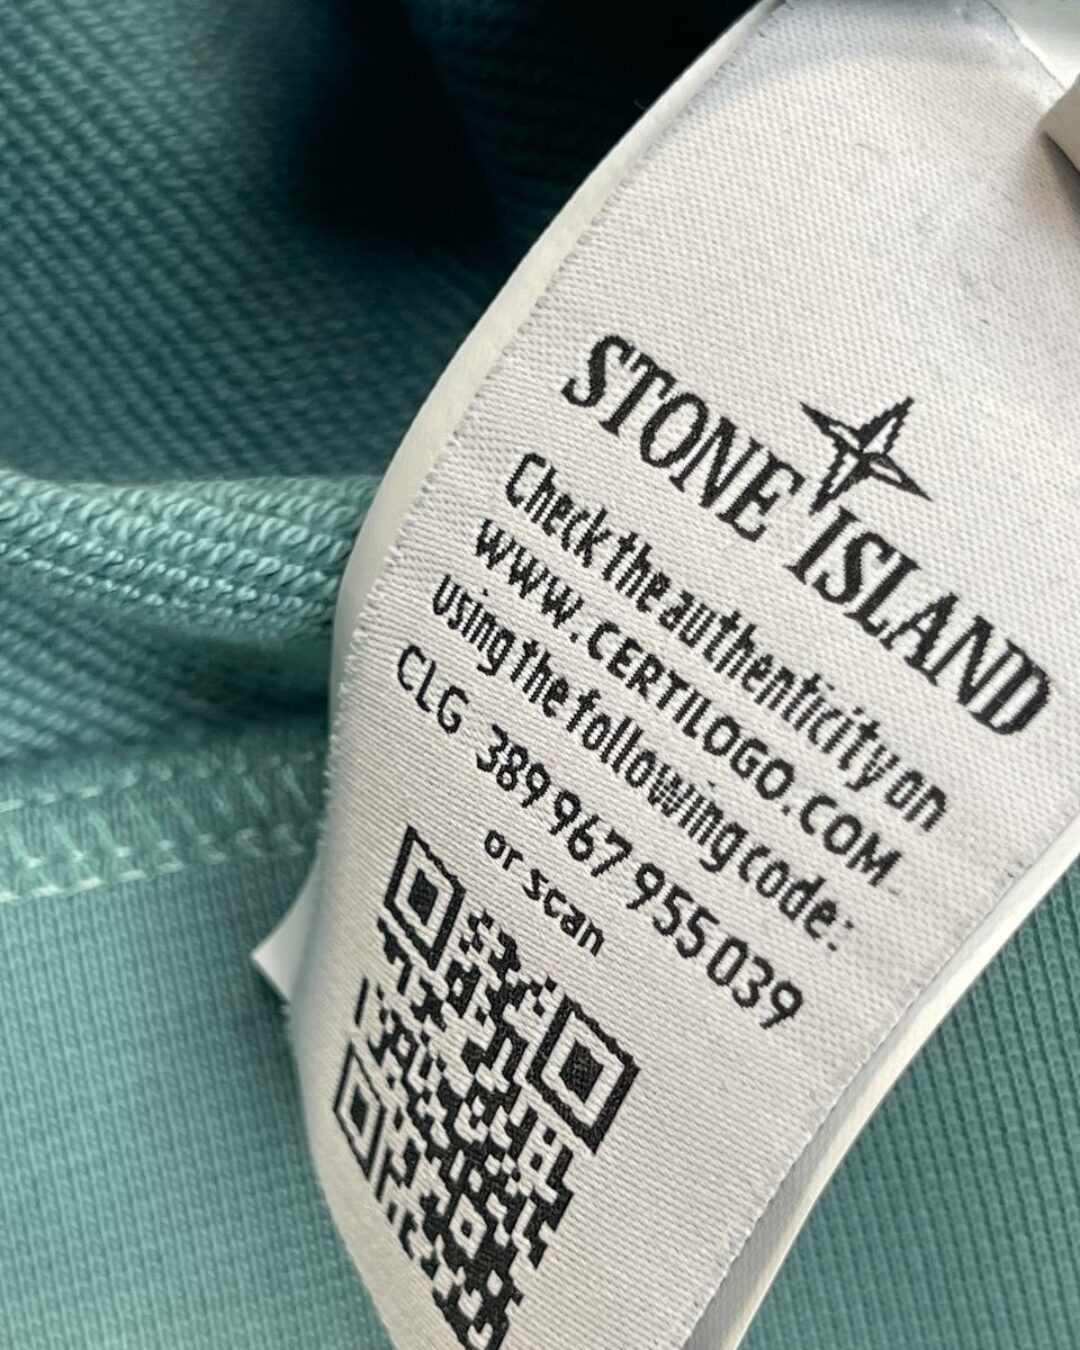 STONE ISLAND
Check the authenticity on
WWW.CERTILOGO.COM
using the following code:
CLG 389 967 955 039
or scan